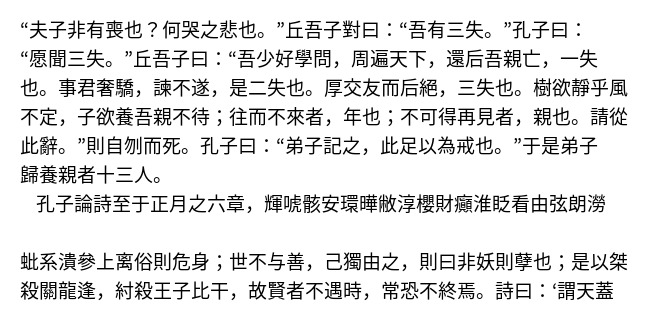 “夫子非有喪也？何哭之悲也。”丘吾子對曰：“吾有三失。”孔子曰：
“愿聞三失。”丘吾子曰：“吾少好學問，周遍天下，還后吾親亡，一失
也。事君奢驕，諫不遂，是二失也。厚交友而后絕，三失也。樹欲靜乎風
不定，子欲養吾親不待；往而不來者，年也；不可得再見者，親也。請從
此辭。”則自刎而死。孔子曰：“弟子記之，此足以為戒也。”于是弟子
歸養親者十三人。
孔子論詩至于正月之六章，輝唬骸安環曄敝淳櫻財癲淮眨看由弦朗澇
蚍系潰參上离俗則危身；世不与善，己獨由之，則曰非妖則孽也；是以桀
殺關龍逢，紂殺王子比干，故賢者不遇時，常恐不終焉。詩曰：‘謂天蓋